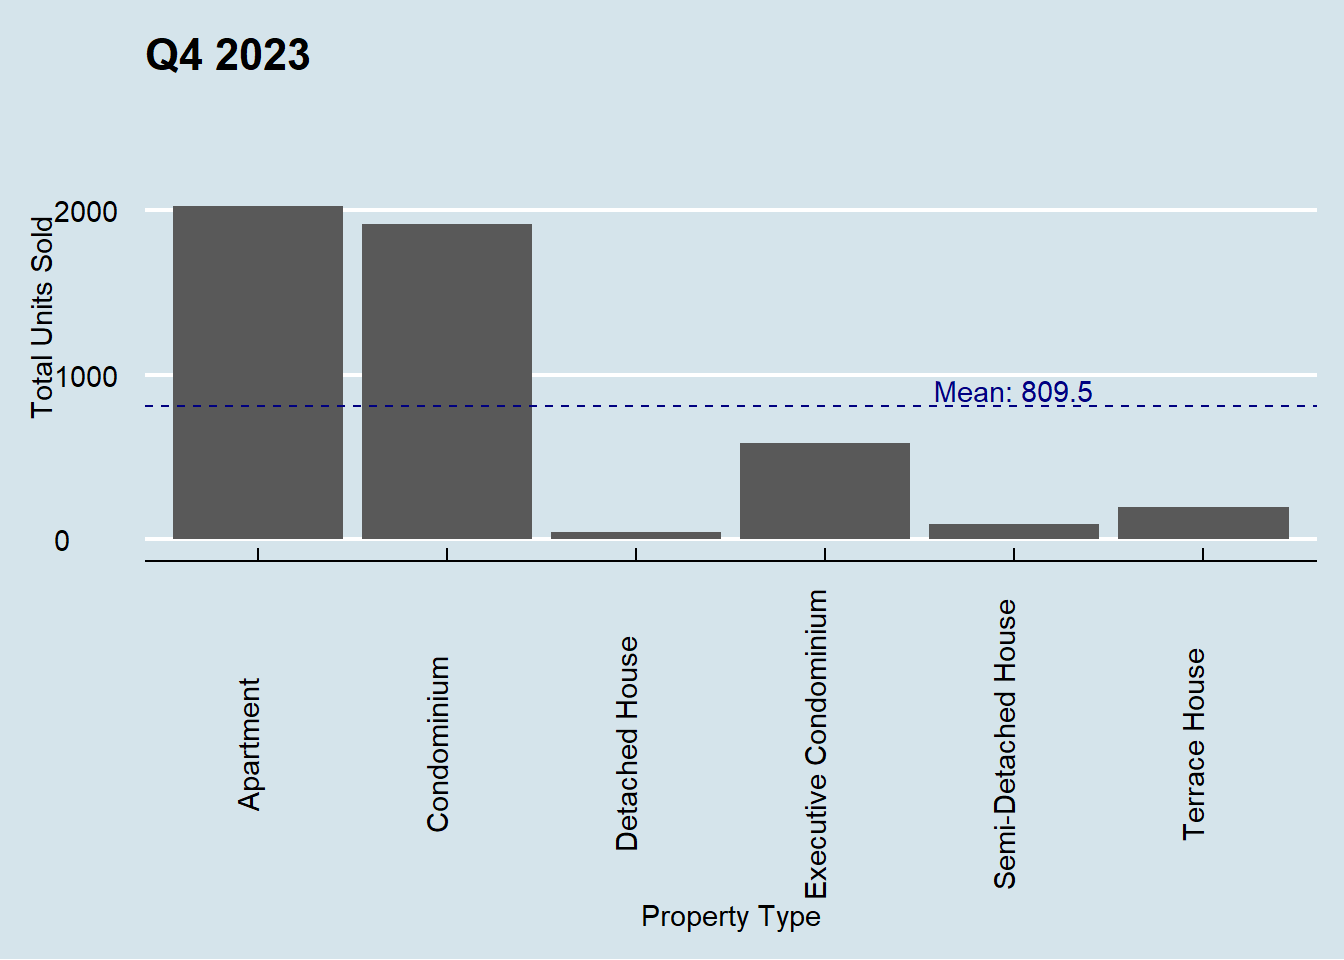 Q4 2023
Total Units Sold
2000
1000
0
Mean: 809.5
Apartment
Condominium
Detached House
Executive Condominium
Semi-Detached House
Terrace House
Property Type